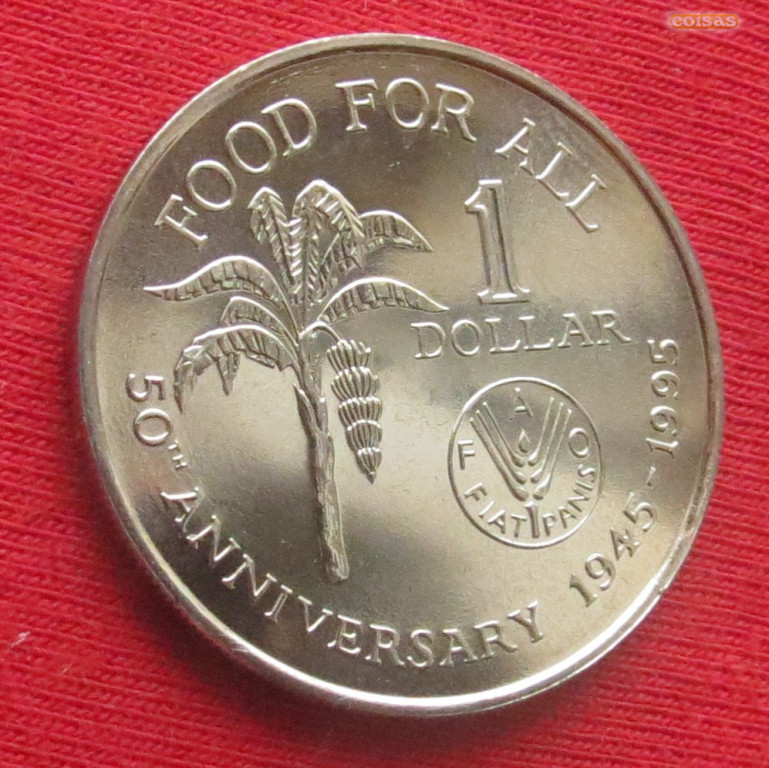 coisas
FOOD FOR ALL
1
DOLLAR
50TH ANNIVERSARY 1945-1995
F A O
FIAT PANIS